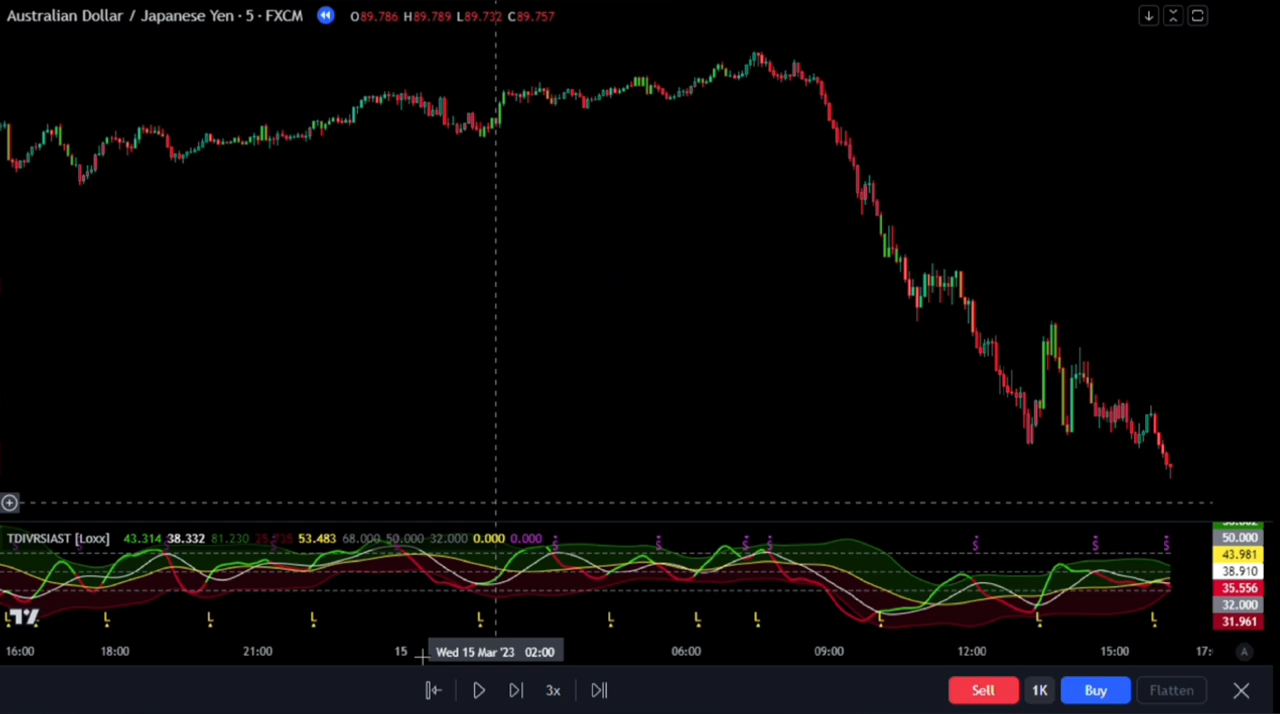 Australian Dollar / Japanese Yen · 5 · FXCM O89.786 H89.789 L89.732 C89.757
TDIVRSIAST [Loxx] 43.314 38.332 81.230 53.483 68.000 50.000 32.000 0.000 0.000
50.000
43.981
38.910
35.556
32.000
31.961
S S S S S S S S
L L L L L L L L L L L
16:00 18:00 21:00 15 Wed 15 Mar '23 02:00 06:00 09:00 12:00 15:00 17: A
3x Sell 1K Buy Flatten